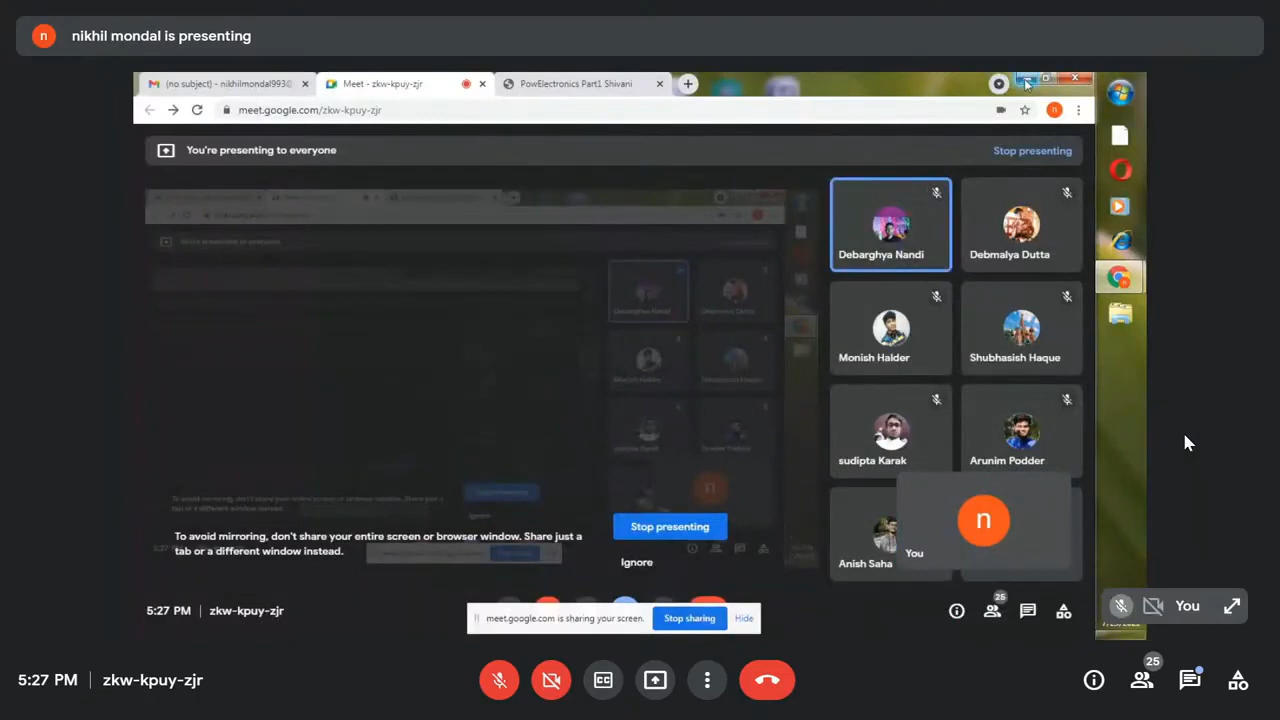 n nikhil mondal is presenting
(no subject) - nikhilmondal993@
Meet - zkw-kpuy-zjr
PowElectronics Part1 Shivani
meet.google.com/zkw-kpuy-zjr
n
You're presenting to everyone
Stop presenting
Debarghya Nandi
Debmalya Dutta
Monish Halder
Shubhasish Haque
sudipta Karak
Arunim Podder
n
You
Anish Saha
To avoid mirroring, don't share your entire screen or browser window. Share just a
tab or a different window instead.
Stop presenting
Ignore
5:27 PM | zkw-kpuy-zjr
meet.google.com is sharing your screen.
Stop sharing
Hide
25
You
5:27 PM | zkw-kpuy-zjr
CC
25